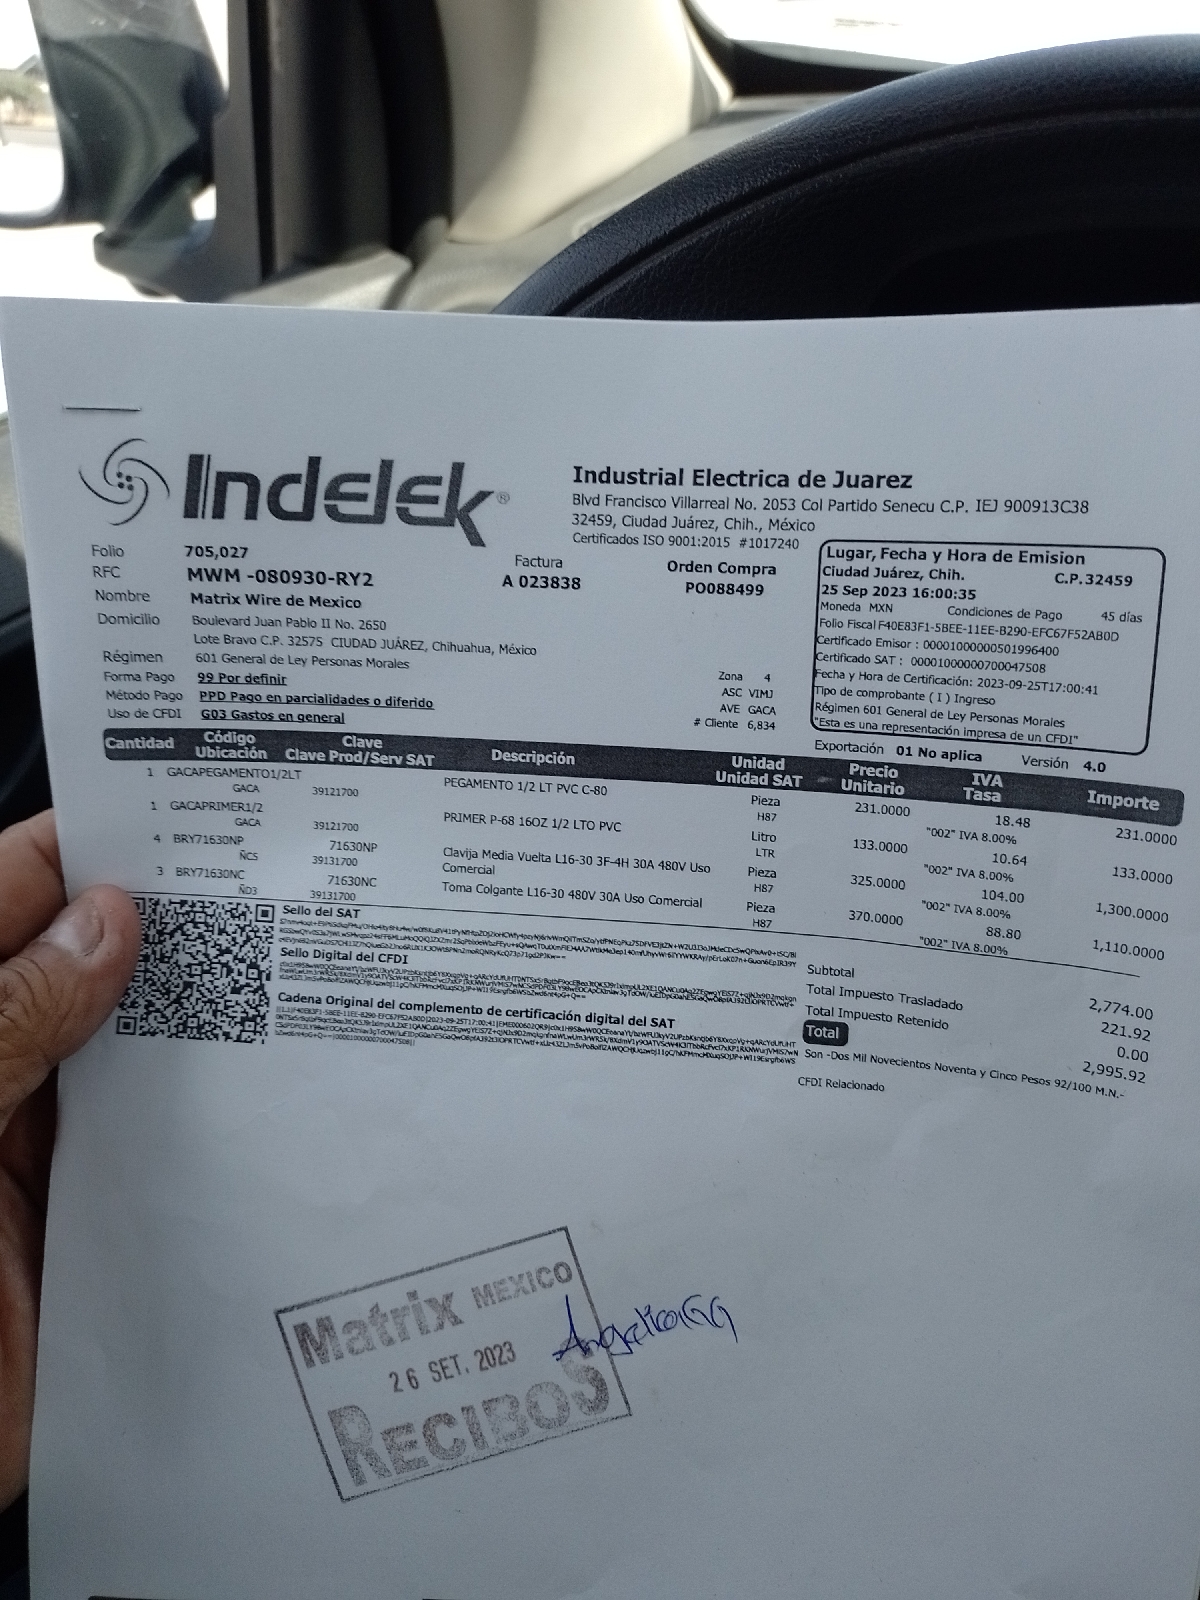 Indelek®
Industrial Electrica de Juarez
Blvd Francisco Villarreal No. 2053 Col Partido Senecu C.P. IEJ 900913C38
32459, Ciudad Juárez, Chih., México
Certificados ISO 9001:2015 #1017240
Folio 705,027
RFC MWM -080930-RY2
Nombre Matrix Wire de Mexico
Domicilio Boulevard Juan Pablo II No. 2650
Lote Bravo C.P. 32575 CIUDAD JUÁREZ, Chihuahua, México
Régimen 601 General de Ley Personas Morales
Forma Pago 99 Por definir
Método Pago PPD Pago en parcialidades o diferido
Uso de CFDI G03 Gastos en general
Factura
A 023838
Orden Compra
PO088499
Zona 4
ASC VIMJ
AVE GACA
# Cliente 6,834
Lugar, Fecha y Hora de Emision
Ciudad Juárez, Chih. C.P.32459
25 Sep 2023 16:00:35
Moneda MXN Condiciones de Pago 45 días
Folio Fiscal F40E83F1-5BEE-11EE-B290-EFC67F52AB0D
Certificado Emisor : 00001000000501996400
Certificado SAT : 00001000000700047508
Fecha y Hora de Certificación: 2023-09-25T17:00:41
Tipo de comprobante ( I ) Ingreso
Régimen 601 General de Ley Personas Morales
"Esta es una representación impresa de un CFDI"
Exportación 01 No aplica Versión 4.0
Cantidad Código Ubicación Clave Clave Prod/Serv SAT Descripción Unidad Unidad SAT Precio Unitario IVA Tasa Importe
1 GACAPEGAMENTO1/2LT PEGAMENTO 1/2 LT PVC C-80 Pieza 231.0000 18.48 231.0000
GACA 39121700 H87 "002" IVA 8.00%
1 GACAPRIMER1/2 PRIMER P-68 16OZ 1/2 LTO PVC Litro 133.0000 10.64 133.0000
GACA 39121700 LTR "002" IVA 8.00%
4 BRY71630NP 71630NP Clavija Media Vuelta L16-30 3F-4H 30A 480V Uso Pieza 325.0000 104.00 1,300.0000
ÑC5 39131700 Comercial H87 "002" IVA 8.00%
3 BRY71630NC 71630NC Toma Colgante L16-30 480V 30A Uso Comercial Pieza 370.0000 88.80 1,110.0000
ÑD3 39131700 H87 "002" IVA 8.00%
Sello del SAT
Sello Digital del CFDI
Cadena Original del complemento de certificación digital del SAT
Subtotal 2,774.00
Total Impuesto Trasladado 221.92
Total Impuesto Retenido 0.00
Total 2,995.92
Son -Dos Mil Novecientos Noventa y Cinco Pesos 92/100 M.N.-
CFDI Relacionado
Matrix MEXICO
26 SET. 2023
RECIBOS
AngelicaGG